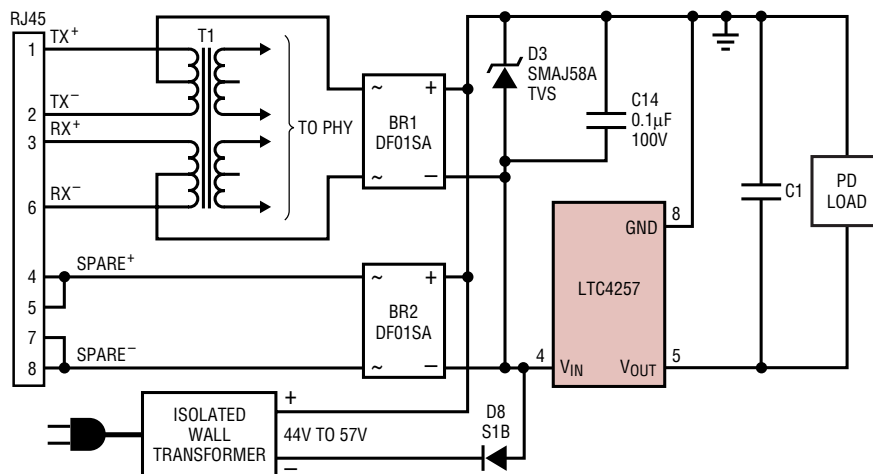 RJ45
1
TX+
T1
2
TX−
3
RX+
6
RX−
TO PHY
~
+
BR1
DF01SA
~
−
D3
SMAJ58A
TVS
C14
0.1µF
100V
C1
PD
LOAD
GND
8
LTC4257
4
VIN
VOUT
5
4
SPARE+
5
7
8
SPARE−
~
+
BR2
DF01SA
~
−
ISOLATED
WALL
TRANSFORMER
+
44V TO 57V
−
D8
S1B